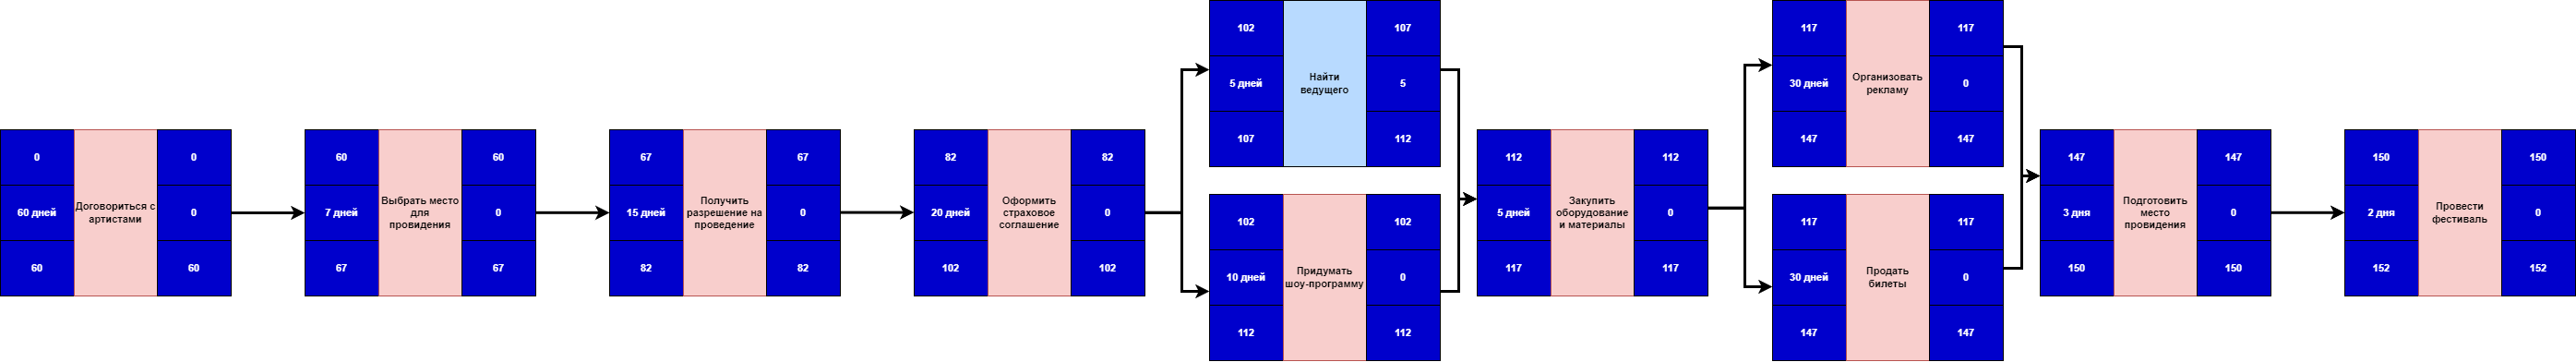 0
60 дней
60
Договориться с
артистами
0
0
60
60
7 дней
67
Выбрать место
для
провидения
60
0
67
67
15 дней
82
Получить
разрешение на
проведение
67
0
82
82
20 дней
102
Оформить
страховое
соглашение
82
0
102
102
5 дней
107
Найти
ведущего
107
5
112
102
10 дней
112
Придумать
шоу-программу
102
0
112
112
5 дней
117
Закупить
оборудование
и материалы
112
0
117
117
30 дней
147
Организовать
рекламу
117
0
147
117
30 дней
147
Продать
билеты
117
0
147
147
3 дня
150
Подготовить
место
провидения
147
0
150
150
2 дня
152
Провести
фестиваль
150
0
152